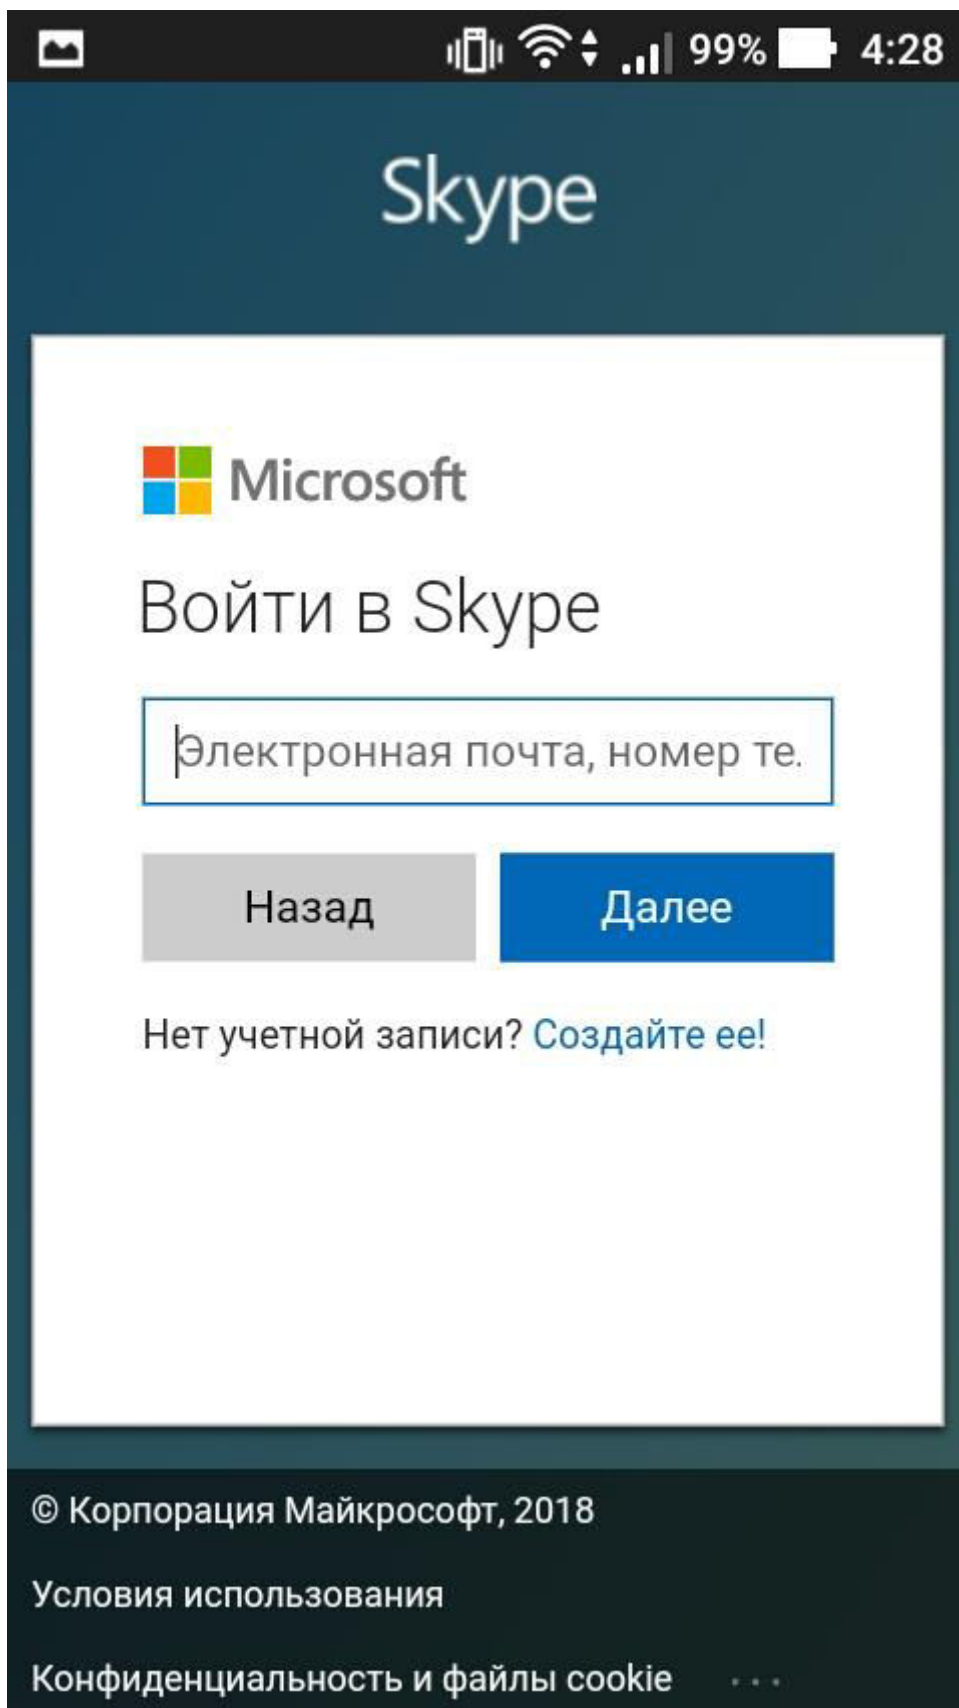 99% 4:28
Skype
Microsoft
Войти в Skype
Электронная почта, номер те.
Назад Далее
Нет учетной записи? Создайте ее!
© Корпорация Майкрософт, 2018
Условия использования
Конфиденциальность и файлы cookie ...